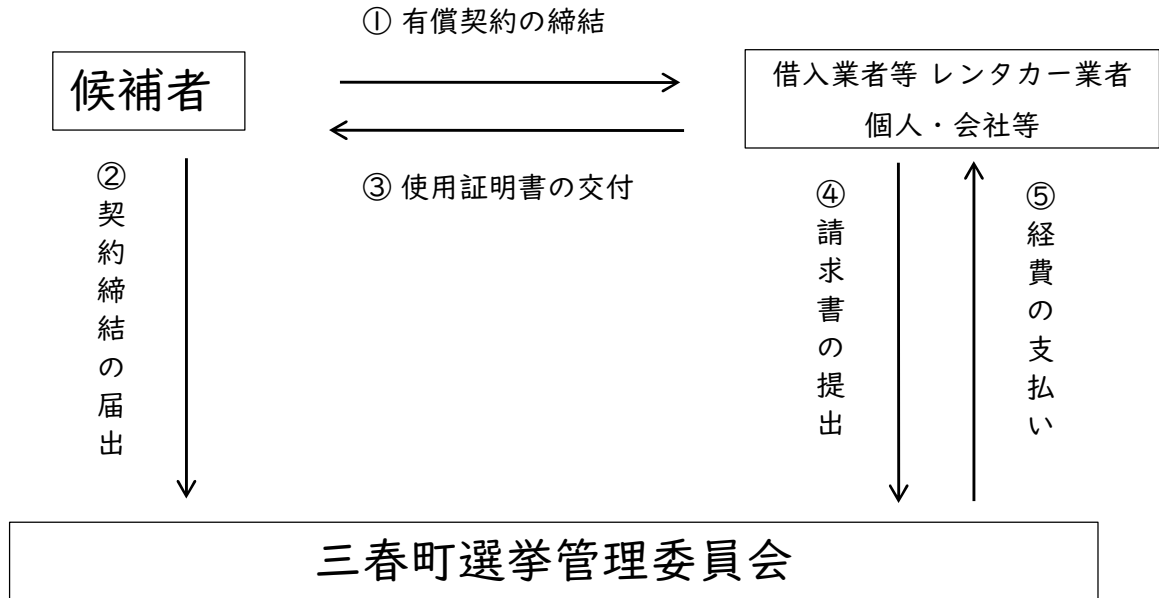 ① 有償契約の締結
候補者
借入業者等 レンタカー業者
個人・会社等
③ 使用証明書の交付
②契約締結の届出
④請求書の提出
⑤経費の支払い
三春町選挙管理委員会